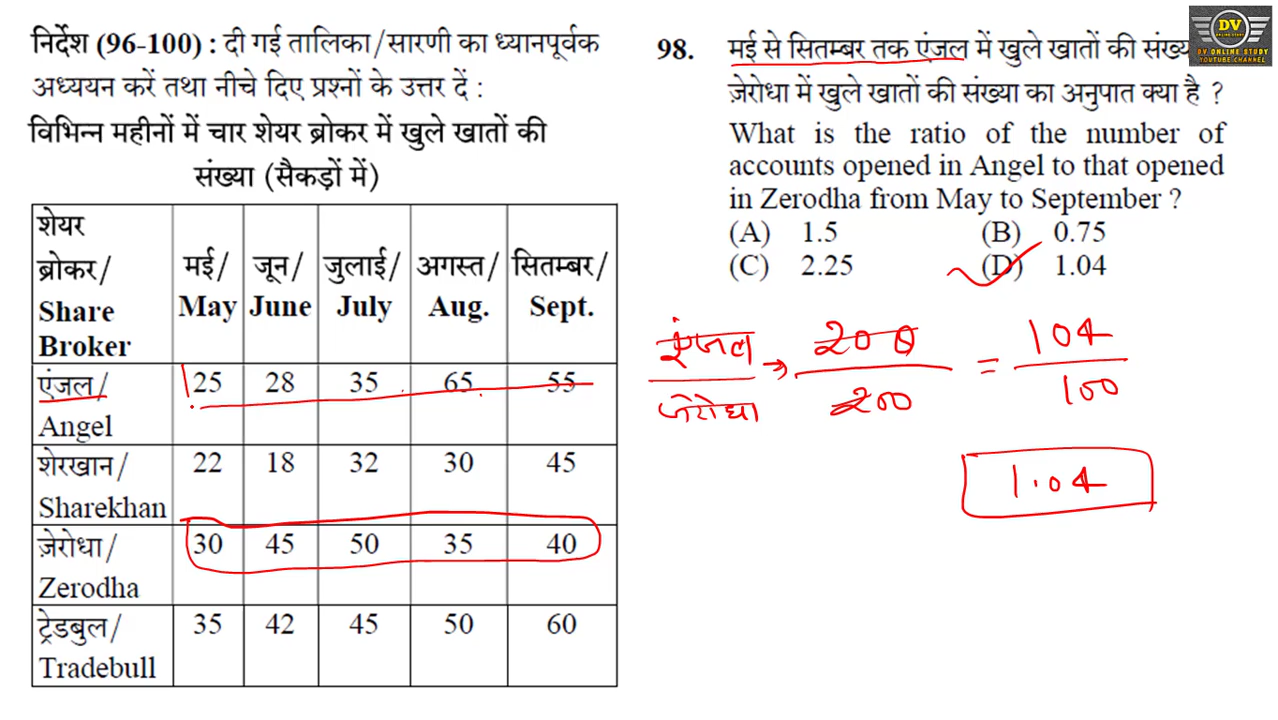 निर्देश (96-100) : दी गई तालिका/सारणी का ध्यानपूर्वक
अध्ययन करें तथा नीचे दिए प्रश्नों के उत्तर दें :
विभिन्न महीनों में चार शेयर ब्रोकर में खुले खातों की
संख्या (सैकड़ों में)
शेयर
ब्रोकर/ मई/ जून/ जुलाई/ अगस्त/ सितम्बर/
Share May June July Aug. Sept.
Broker
एंजल/ 25 28 35 65 55
Angel
शेरखान/ 22 18 32 30 45
Sharekhan
ज़ेरोधा/ 30 45 50 35 40
Zerodha
ट्रेडबुल/ 35 42 45 50 60
Tradebull
DV
DV ONLINE STUDY
YOUTUBE CHANNEL
98. मई से सितम्बर तक एंजल में खुले खातों की संख्य
ज़ेरोधा में खुले खातों की संख्या का अनुपात क्या है ?
What is the ratio of the number of
accounts opened in Angel to that opened
in Zerodha from May to September ?
(A) 1.5 (B) 0.75
(C) 2.25 (D) 1.04
एंजल 208 = 104
जेरोधा 200 100
1.04